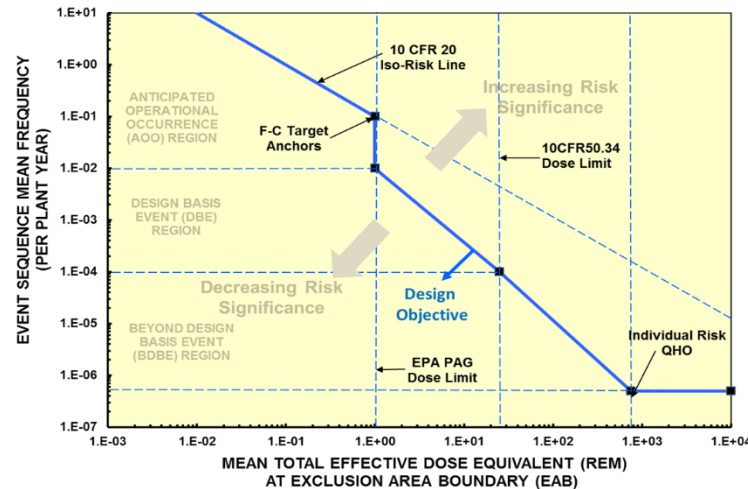 EVENT SEQUENCE MEAN FREQUENCY
(PER PLANT YEAR)
1.E+01
1.E+00
1.E-01
1.E-02
1.E-03
1.E-04
1.E-05
1.E-06
1.E-07
10 CFR 20
Iso-Risk Line
Increasing Risk
Significance
ANTICIPATED
OPERATIONAL
OCCURRENCE
(AOO) REGION
F-C Target
Anchors
10CFR50.34
Dose Limit
DESIGN BASIS
EVENT (DBE)
REGION
Decreasing Risk
Significance
Design
Objective
BEYOND DESIGN
BASIS EVENT
(BDBE) REGION
EPA PAG
Dose Limit
Individual Risk
QHO
1.E-03
1.E-02
1.E-01
1.E+00
1.E+01
1.E+02
1.E+03
1.E+04
MEAN TOTAL EFFECTIVE DOSE EQUIVALENT (REM)
AT EXCLUSION AREA BOUNDARY (EAB)